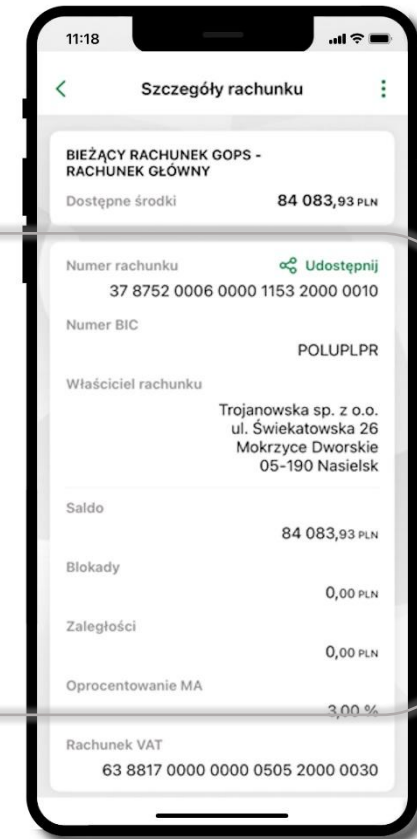 11:18
Szczegóły rachunku
BIEŻĄCY RACHUNEK GOPS -
RACHUNEK GŁÓWNY
Dostępne środki 84 083,93 PLN
Numer rachunku Udostępnij
37 8752 0006 0000 1153 2000 0010
Numer BIC
POLUPLPR
Właściciel rachunku
Trojanowska sp. z o.o.
ul. Świekatowska 26
Mokrzyce Dworskie
05-190 Nasielsk
Saldo
84 083,93 PLN
Blokady
0,00 PLN
Zaległości
0,00 PLN
Oprocentowanie MA
3,00 %
Rachunek VAT
63 8817 0000 0000 0505 2000 0030